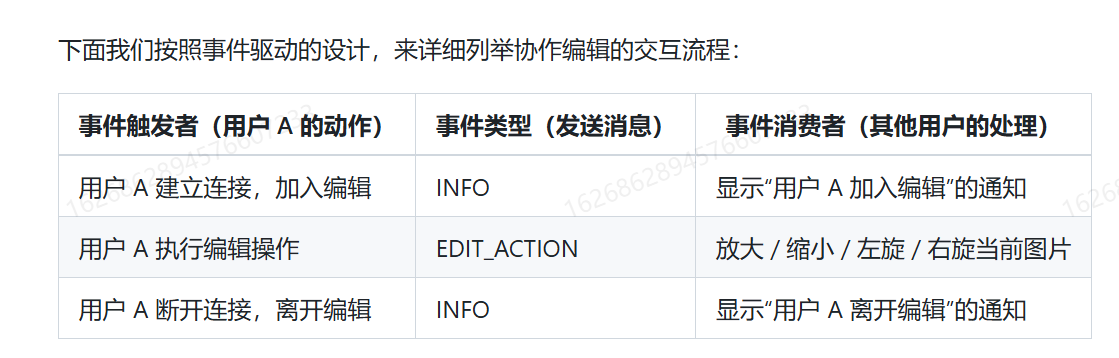 下面我们按照事件驱动的设计，来详细列举协作编辑的交互流程：
事件触发者（用户 A 的动作） 事件类型（发送消息） 事件消费者（其他用户的处理）
用户 A 建立连接，加入编辑 INFO 显示“用户 A 加入编辑”的通知
用户 A 执行编辑操作 EDIT_ACTION 放大 / 缩小 / 左旋 / 右旋当前图片
用户 A 断开连接，离开编辑 INFO 显示“用户 A 离开编辑”的通知